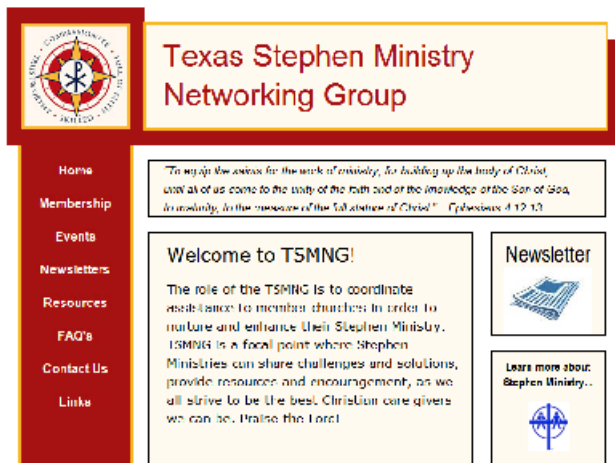 Texas Stephen Ministry
Networking Group
Home
Membership
Events
Newsletters
Resources
FAQ's
Contact Us
Links
"To equip the saints for the work of ministry, for building up the body of Christ,
until all of us come to the unity of the faith and of the knowledge of the Son of God,
to maturity, to the measure of the full stature of Christ." Ephesians 4:12-13
Welcome to TSMNG!
The role of the TSMNG is to coordinate
assistance to member churches in order to
nurture and enhance their Stephen Ministry.
TSMNG is a focal point where Stephen
Ministries can share challenges and solutions,
provide resources and encouragement, as we
all strive to be the best Christian care givers
we can be. Praise the Lord!
Newsletter
Learn more about
Stephen Ministry...